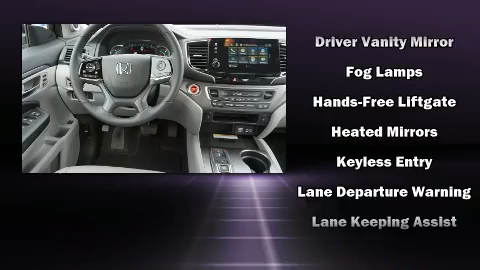 Driver Vanity Mirror
Fog Lamps
Hands-Free Liftgate
Heated Mirrors
Keyless Entry
Lane Departure Warning
Lane Keeping Assist